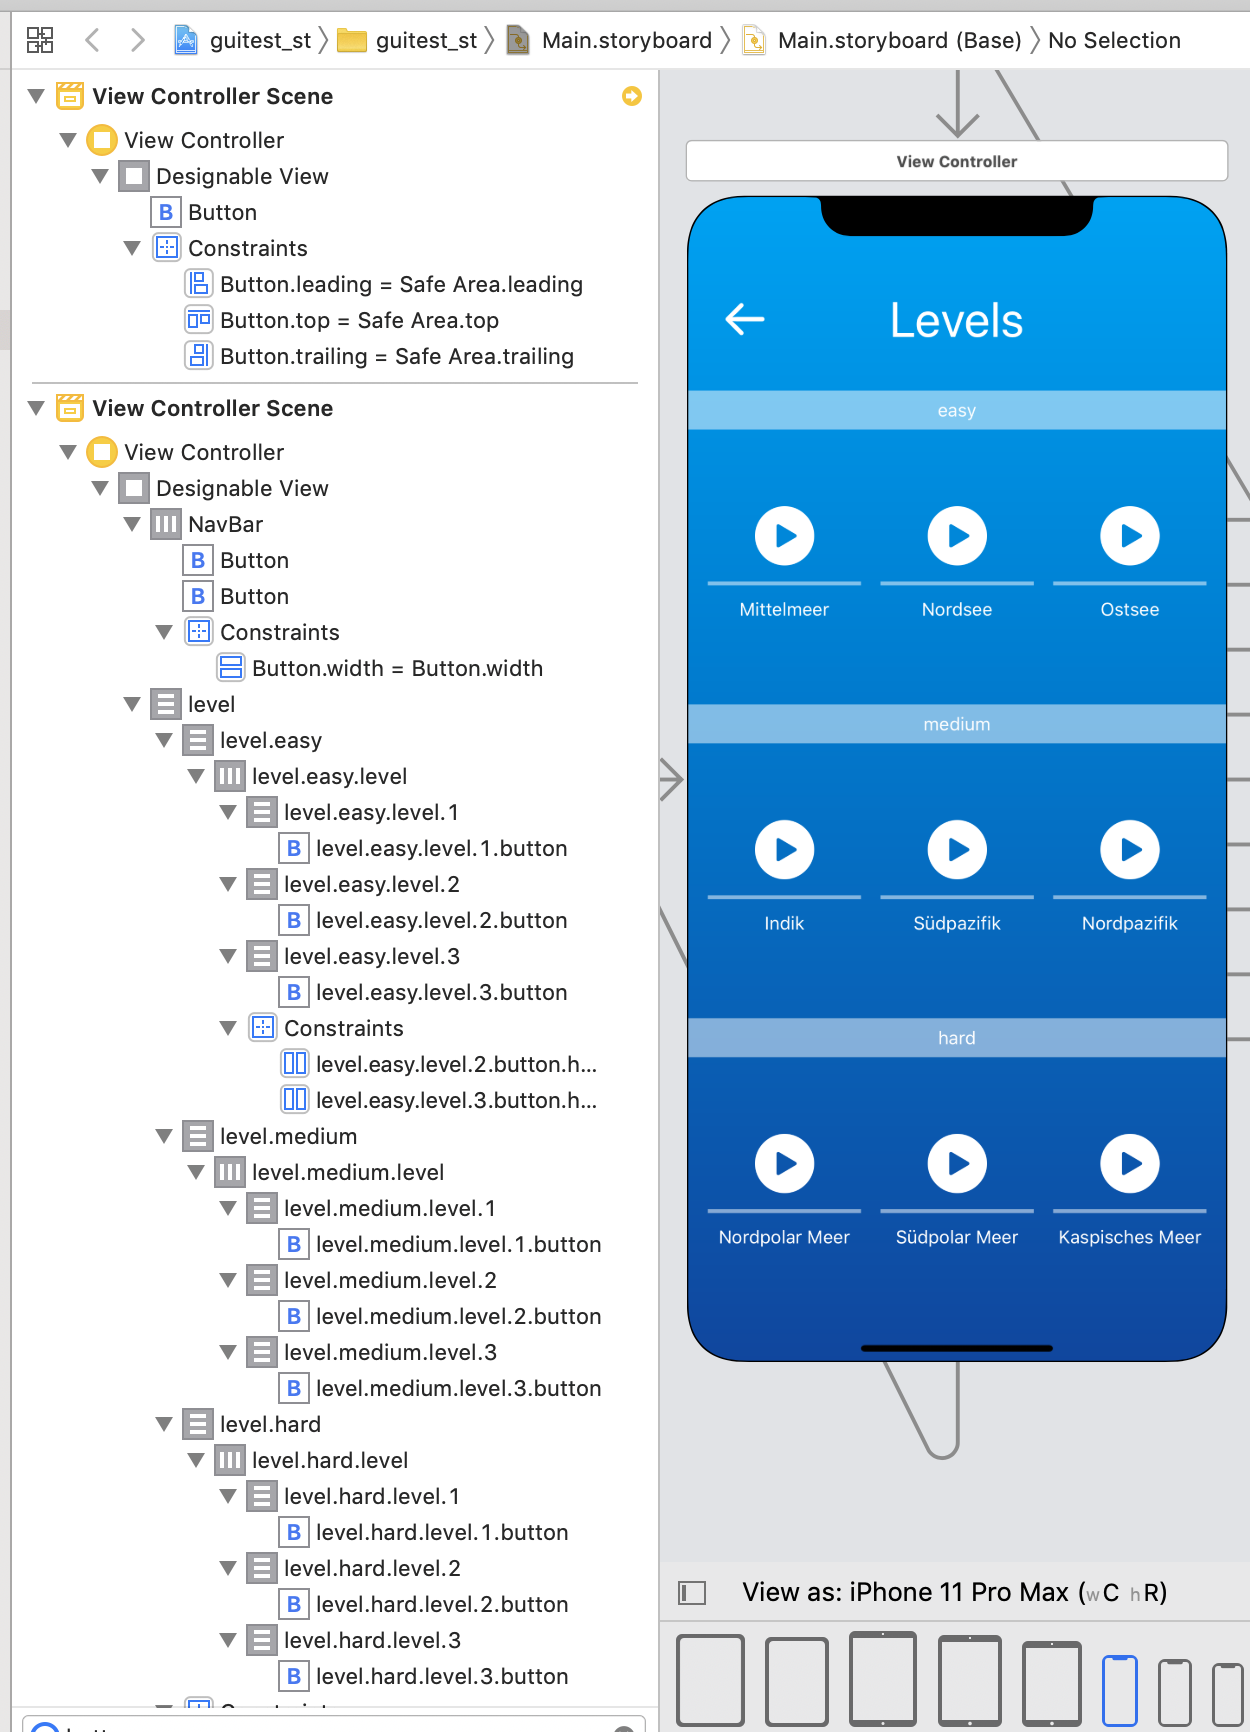 guitest_st guitest_st Main.storyboard Main.storyboard (Base) No Selection
View Controller Scene
View Controller
Designable View
B Button
Constraints
Button.leading = Safe Area.leading
Button.top = Safe Area.top
Button.trailing = Safe Area.trailing
View Controller Scene
View Controller
Designable View
NavBar
B Button
B Button
Constraints
Button.width = Button.width
level
level.easy
level.easy.level
level.easy.level.1
B level.easy.level.1.button
level.easy.level.2
B level.easy.level.2.button
level.easy.level.3
B level.easy.level.3.button
Constraints
level.easy.level.2.button.h...
level.easy.level.3.button.h...
level.medium
level.medium.level
level.medium.level.1
B level.medium.level.1.button
level.medium.level.2
B level.medium.level.2.button
level.medium.level.3
B level.medium.level.3.button
level.hard
level.hard.level
level.hard.level.1
B level.hard.level.1.button
level.hard.level.2
B level.hard.level.2.button
level.hard.level.3
B level.hard.level.3.button
View Controller
Levels
easy
Mittelmeer Nordsee Ostsee
medium
Indik Südpazifik Nordpazifik
hard
Nordpolar Meer Südpolar Meer Kaspisches Meer
View as: iPhone 11 Pro Max (wC hR)